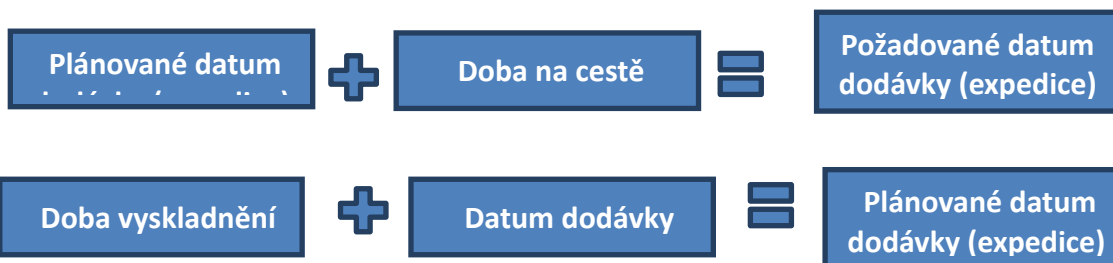 Plánované datum
Doba na cestě
Požadované datum
dodávky (expedice)
Doba vyskladnění
Datum dodávky
Plánované datum
dodávky (expedice)